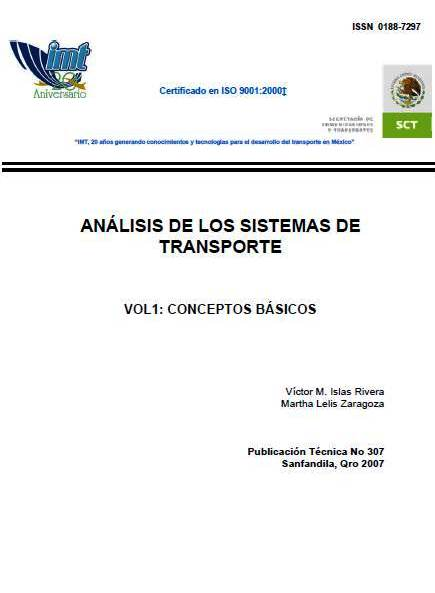 ISSN 0188-7297
imt
20
Aniversario
Certificado en ISO 9001:2000‡
SECRETARÍA DE
COMUNICACIONES
Y TRANSPORTES
SCT
"IMT, 20 años generando conocimientos y tecnologías para el desarrollo del transporte en México"
ANÁLISIS DE LOS SISTEMAS DE
TRANSPORTE
VOL1: CONCEPTOS BÁSICOS
Víctor M. Islas Rivera
Martha Lelis Zaragoza
Publicación Técnica No 307
Sanfandila, Qro 2007